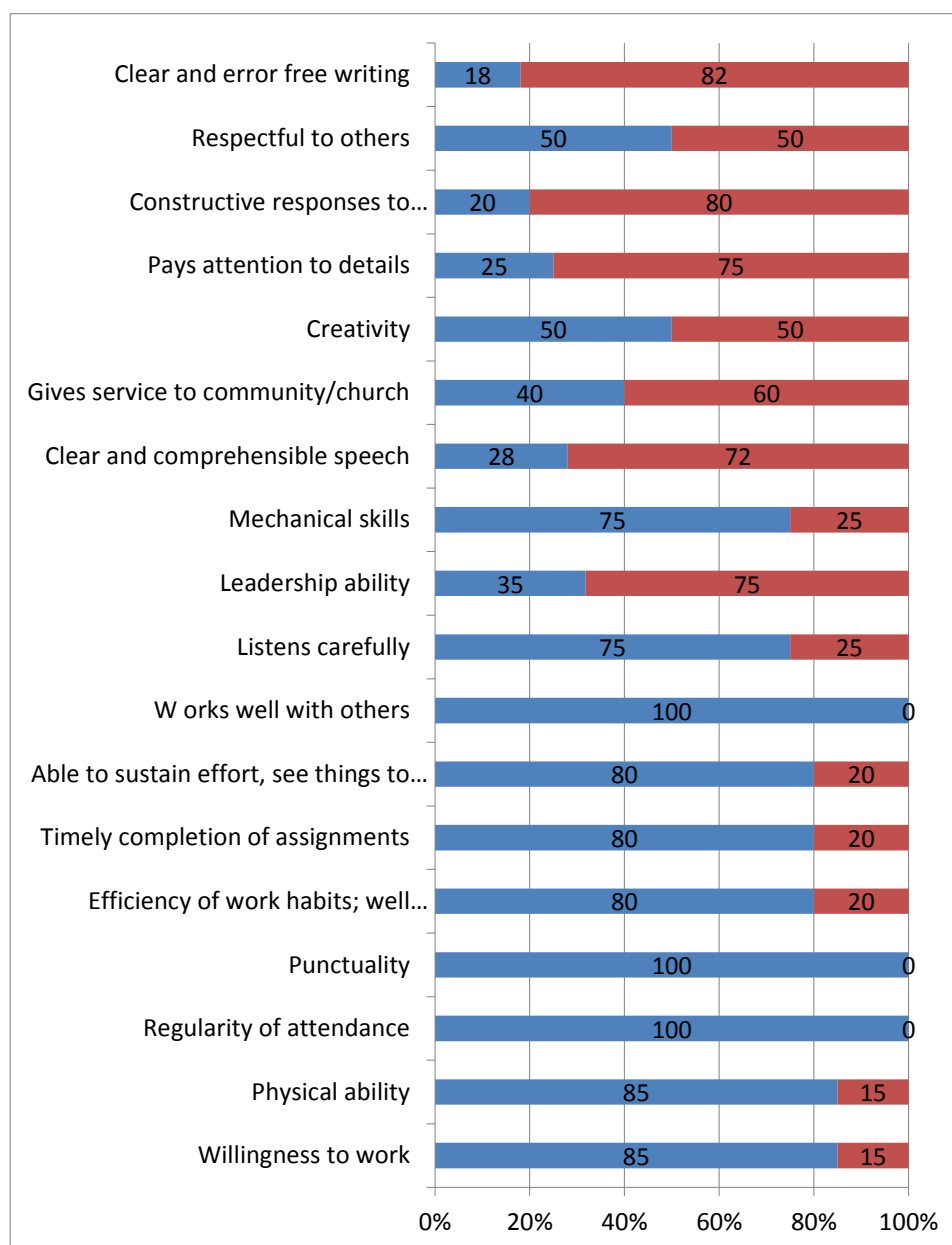 Clear and error free writing 18 82
Respectful to others 50 50
Constructive responses to... 20 80
Pays attention to details 25 75
Creativity 50 50
Gives service to community/church 40 60
Clear and comprehensible speech 28 72
Mechanical skills 75 25
Leadership ability 35 75
Listens carefully 75 25
W orks well with others 100 0
Able to sustain effort, see things to... 80 20
Timely completion of assignments 80 20
Efficiency of work habits; well... 80 20
Punctuality 100 0
Regularity of attendance 100 0
Physical ability 85 15
Willingness to work 85 15
0% 20% 40% 60% 80% 100%